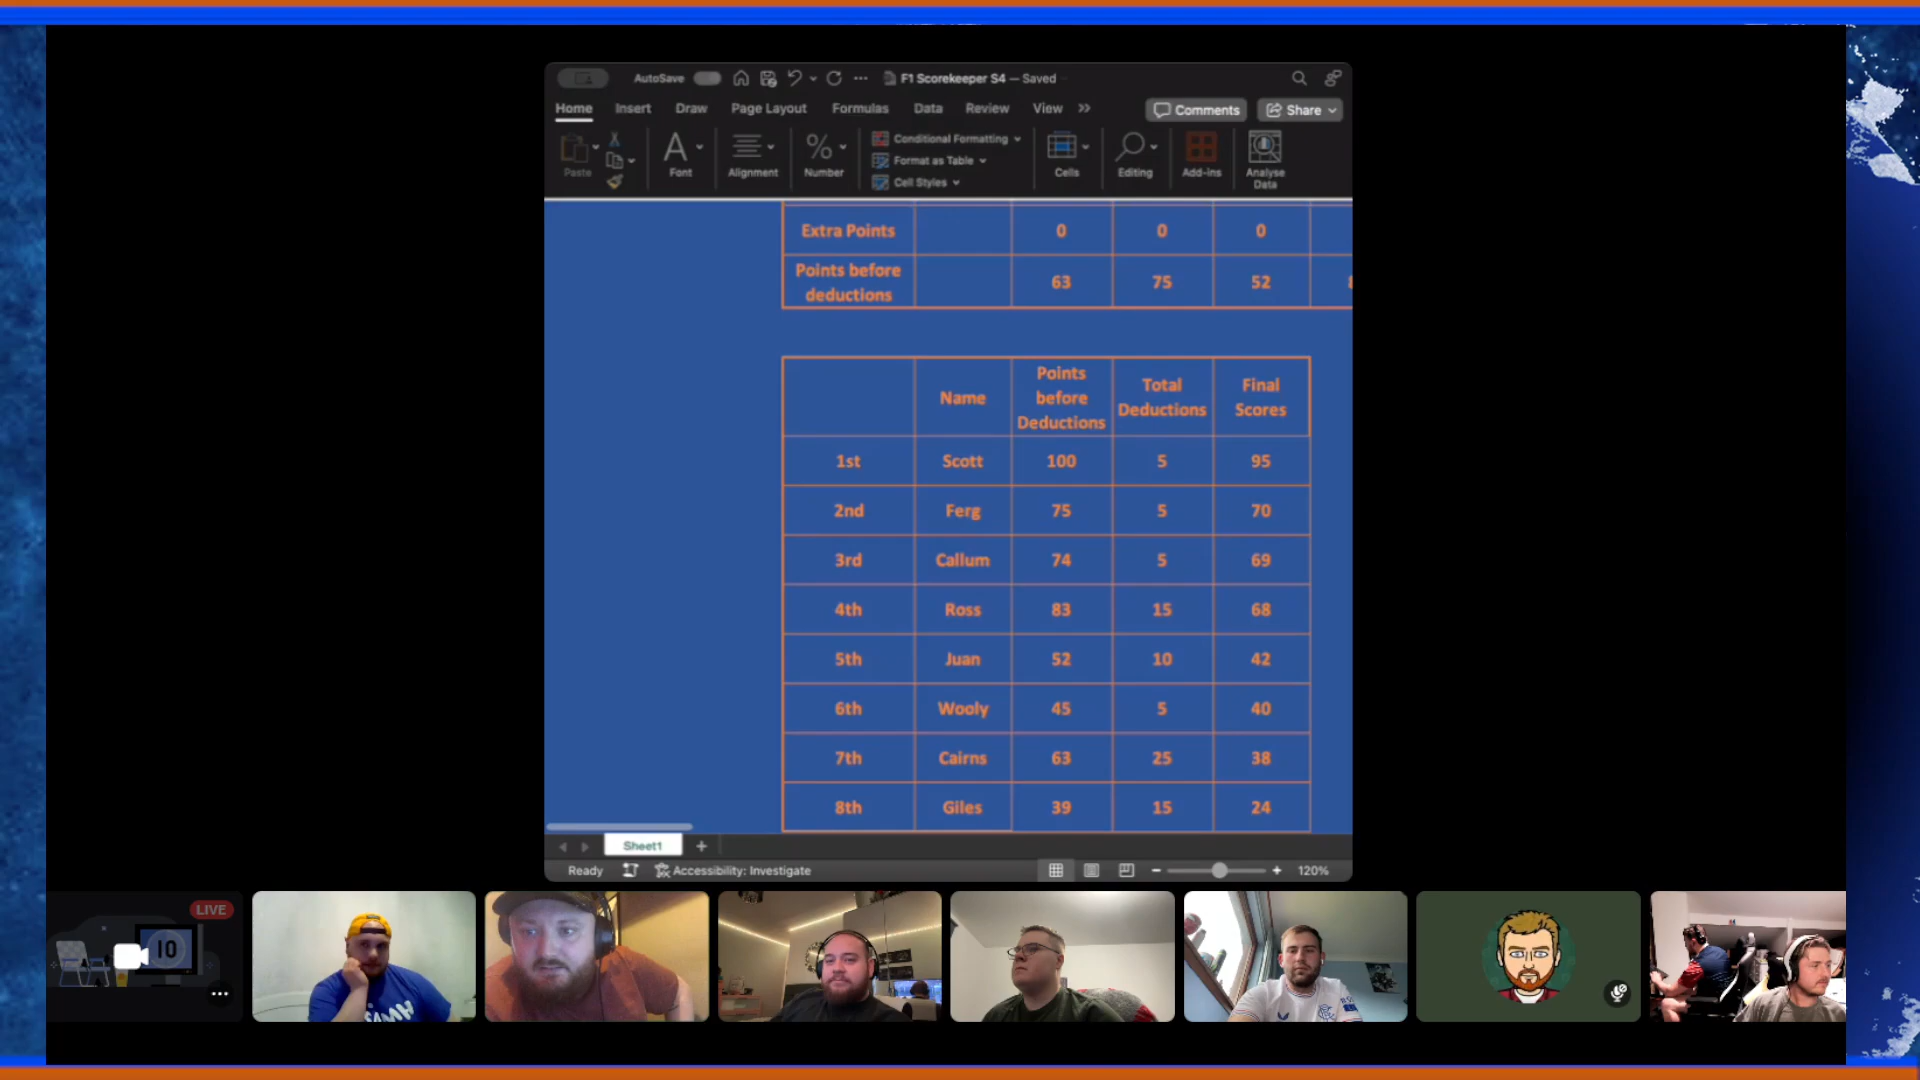 AutoSave F1 Scorekeeper S4 — Saved
Home Insert Draw Page Layout Formulas Data Review View Comments Share
Paste Font Alignment Number Conditional Formatting Format as Table Cell Styles Cells Editing Add-ins Analyse Data
Extra Points 0 0 0
Points before deductions 63 75 52
Name Points before Deductions Total Deductions Final Scores
1st Scott 100 5 95
2nd Ferg 75 5 70
3rd Callum 74 5 69
4th Ross 83 15 68
5th Juan 52 10 42
6th Wooly 45 5 40
7th Cairns 63 25 38
8th Giles 39 15 24
Sheet1
Ready Accessibility: Investigate 120%
LIVE
10